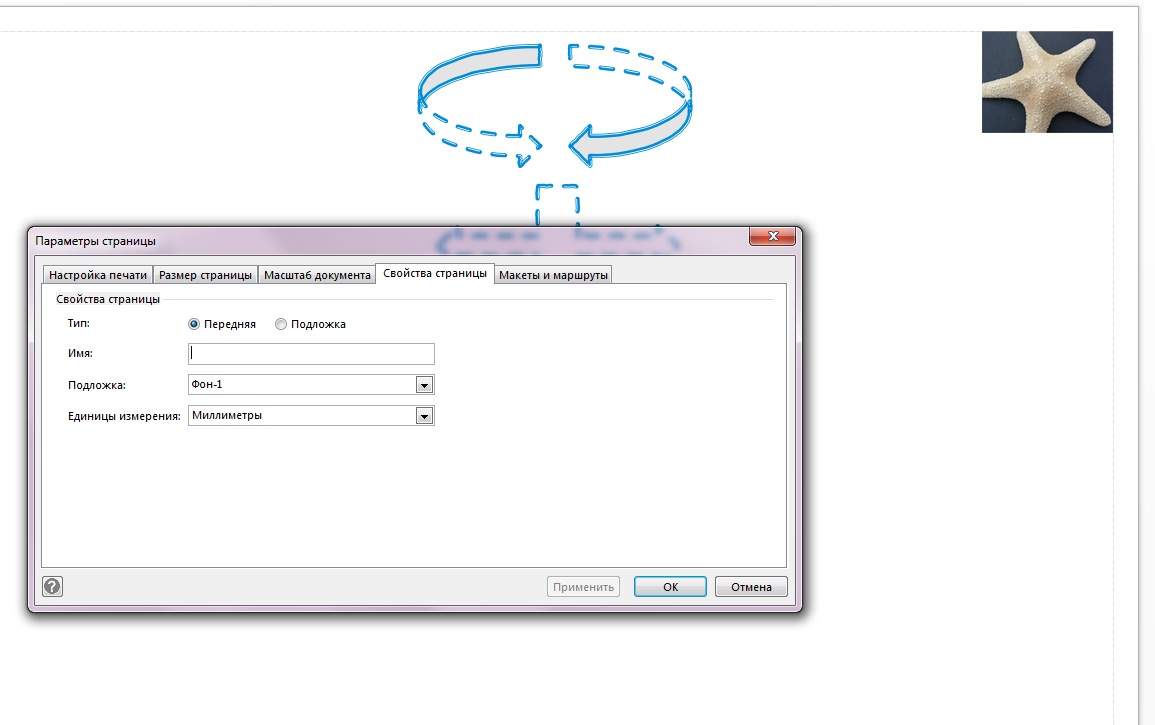 Параметры страницы
Настройка печати Размер страницы Масштаб документа Свойства страницы Макеты и маршруты
Свойства страницы
Тип: Передняя Подложка
Имя:
Подложка: Фон-1
Единицы измерения: Миллиметры
? Применить ОК Отмена